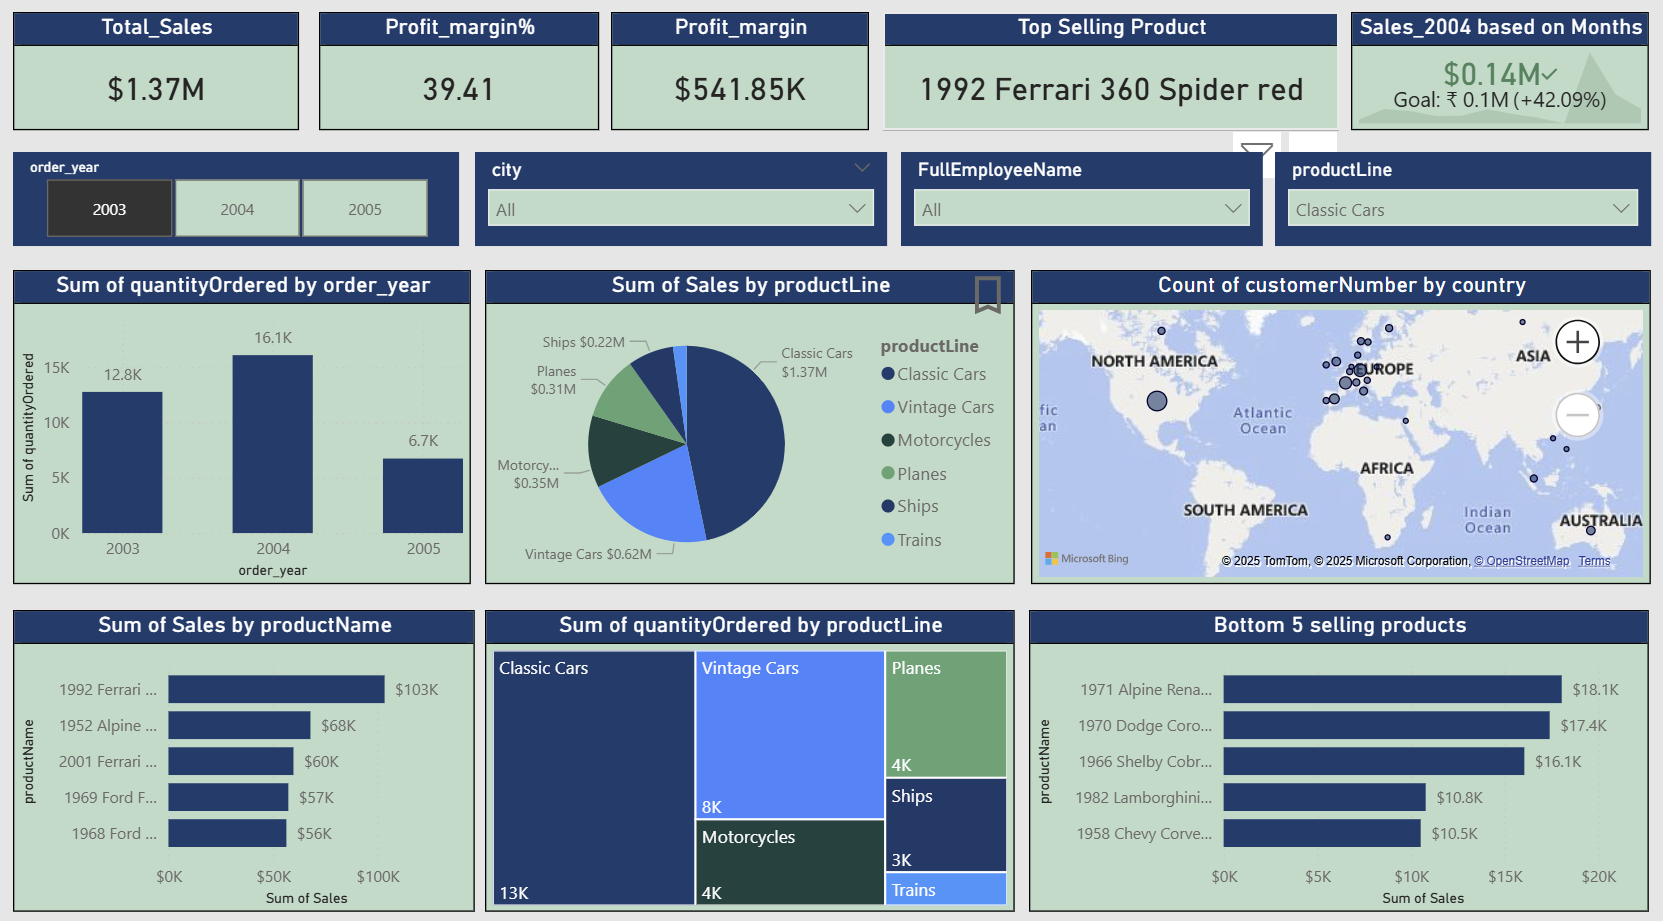 Total_Sales
$1.37M
Profit_margin%
39.41
Profit_margin
$541.85K
Top Selling Product
1992 Ferrari 360 Spider red
Sales_2004 based on Months
$0.14M
Goal: ₹ 0.1M (+42.09%)
order_year
2003
2004
2005
city
All
FullEmployeeName
All
productLine
Classic Cars
Sum of quantityOrdered by order_year
Sum of quantityOrdered
15K
10K
5K
0K
12.8K
16.1K
6.7K
2003
2004
2005
order_year
Sum of Sales by productLine
Ships $0.22M
Planes
$0.31M
Motorcy...
$0.35M
Vintage Cars $0.62M
Classic Cars
$1.37M
productLine
Classic Cars
Vintage Cars
Motorcycles
Planes
Ships
Trains
Count of customerNumber by country
NORTH AMERICA
EUROPE
ASIA
fic
an
Atlantic
Ocean
AFRICA
SOUTH AMERICA
Indian
Ocean
AUSTRALIA
Microsoft Bing
© 2025 TomTom, © 2025 Microsoft Corporation, © OpenStreetMap Terms
Sum of Sales by productName
productName
1992 Ferrari ...
$103K
1952 Alpine ...
$68K
2001 Ferrari ...
$60K
1969 Ford F...
$57K
1968 Ford ...
$56K
$0K
$50K
$100K
Sum of Sales
Sum of quantityOrdered by productLine
Classic Cars
13K
Vintage Cars
8K
Motorcycles
4K
Planes
4K
Ships
3K
Trains
Bottom 5 selling products
productName
1971 Alpine Rena...
$18.1K
1970 Dodge Coro...
$17.4K
1966 Shelby Cobr...
$16.1K
1982 Lamborghini...
$10.8K
1958 Chevy Corve...
$10.5K
$0K
$5K
$10K
$15K
$20K
Sum of Sales